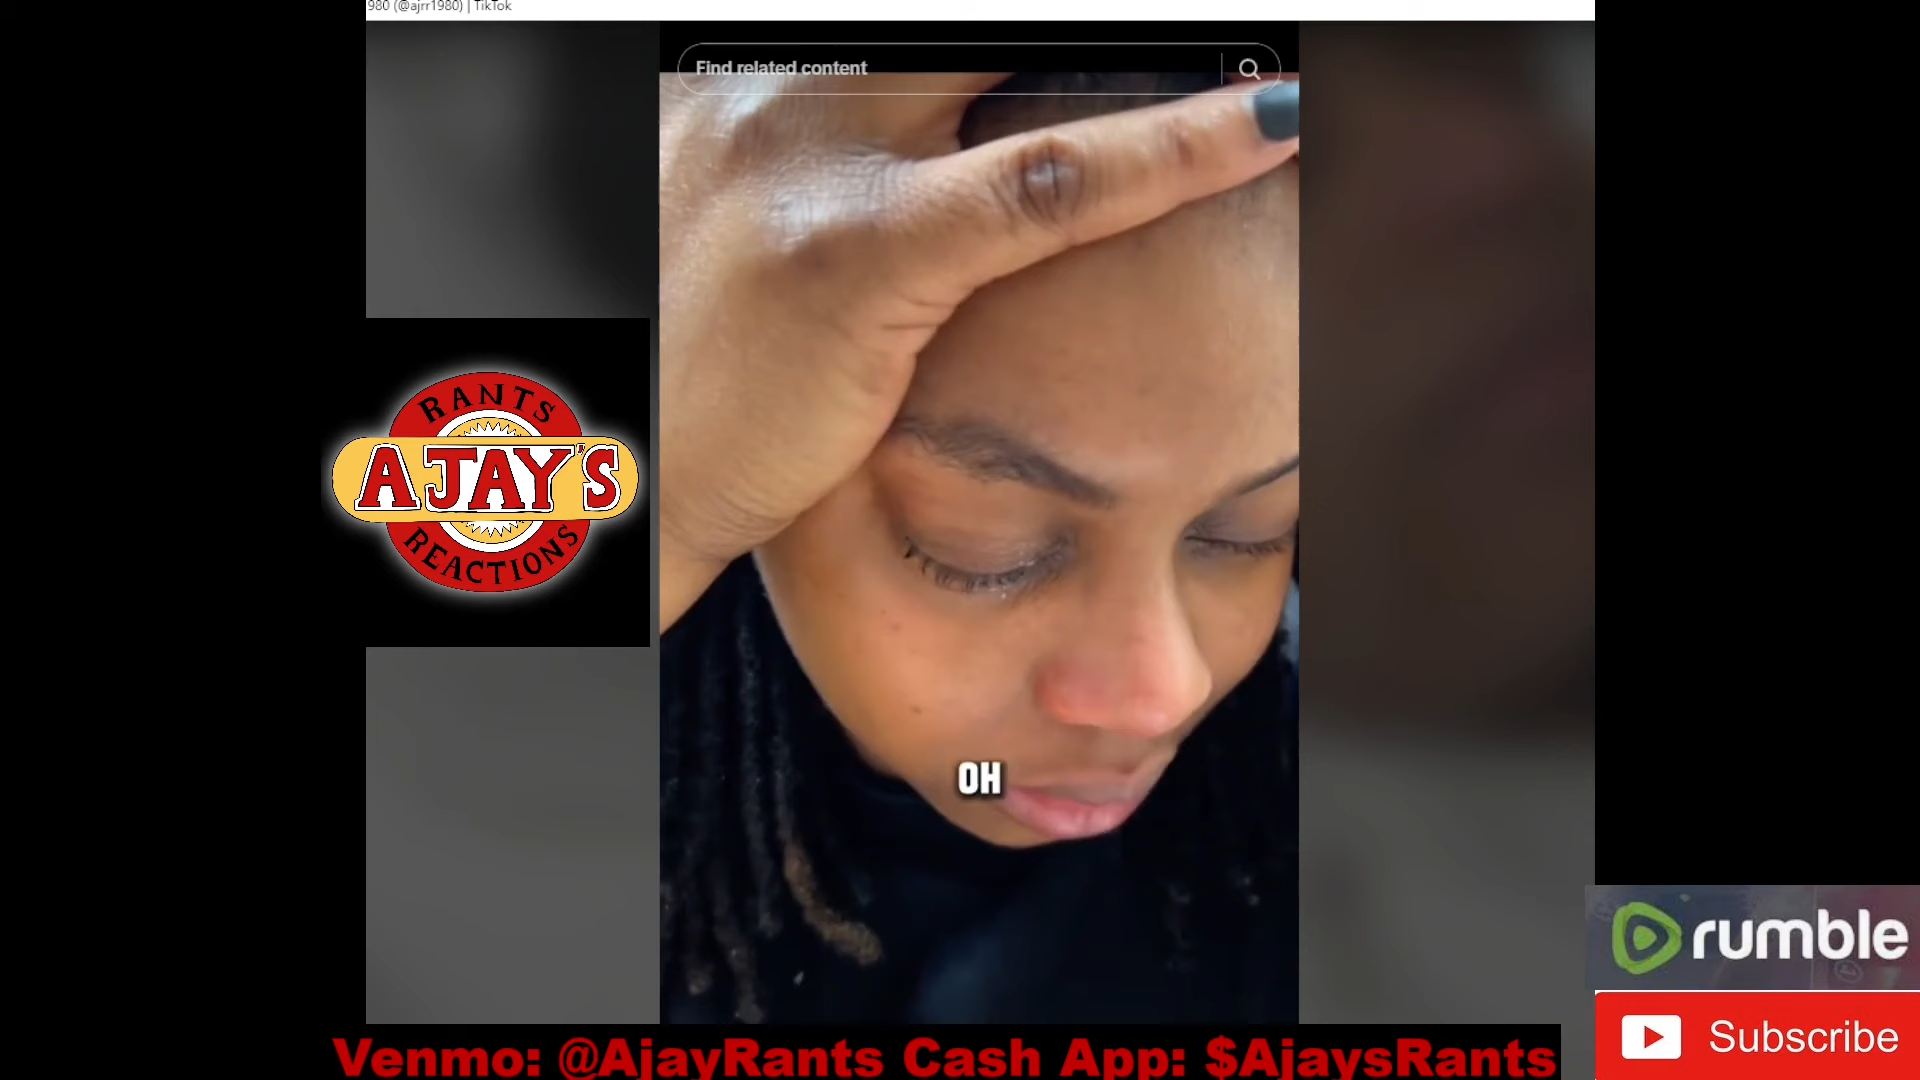 980 (@ajrr1980) | TikTok
Find related content
RANTS
AJAY'S
REACTIONS
OH
rumble
Subscribe
Venmo: @AjayRants Cash App: $AjaysRants